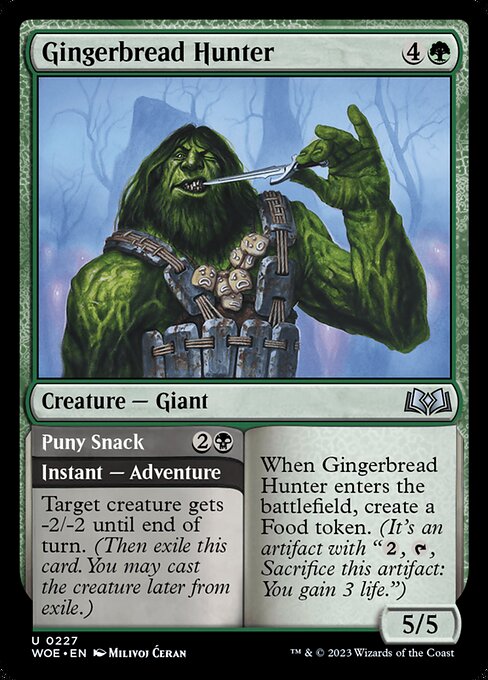 Gingerbread Hunter 4
Creature — Giant
Puny Snack 2
Instant — Adventure
Target creature gets
-2/-2 until end of
turn. (Then exile this
card. You may cast
the creature later from
exile.)
When Gingerbread
Hunter enters the
battlefield, create a
Food token. (It's an
artifact with “2, ,
Sacrifice this artifact:
You gain 3 life.”)
5/5
U 0227
WOE • EN Milivoj Ćeran
™ & © 2023 Wizards of the Coast